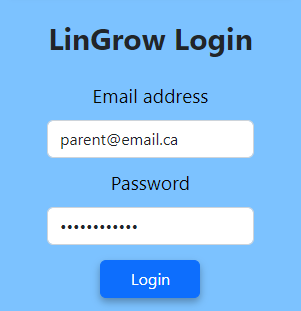 LinGrow Login
Email address
parent@email.ca
Password
••••••••••••
Login